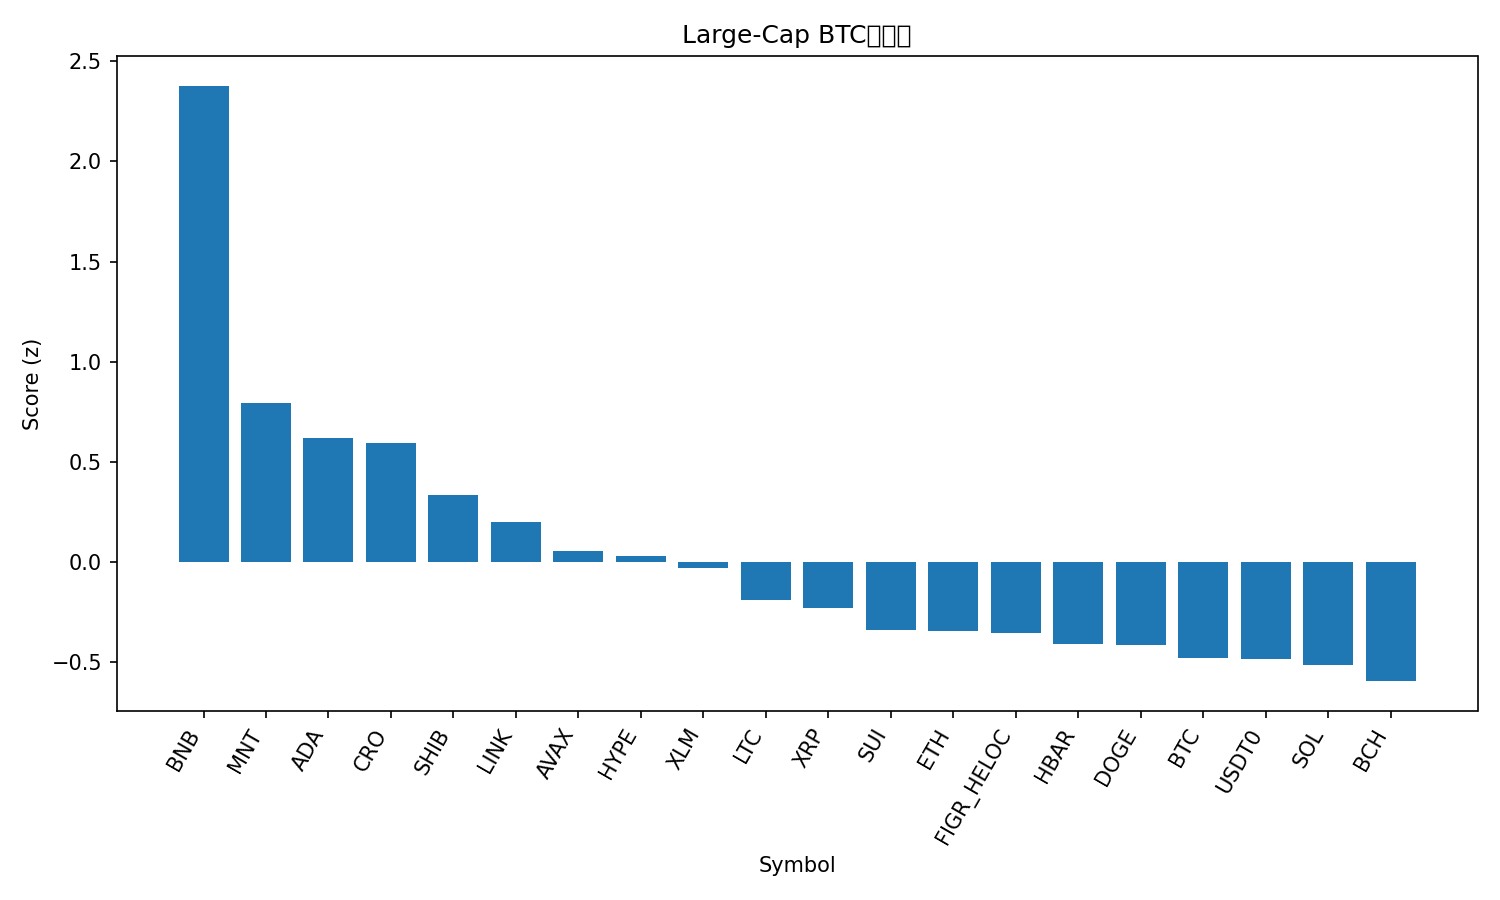 Large-Cap BTC
2.5
2.0
1.5
1.0
0.5
0.0
−0.5
Score (z)
BNB
MNT
ADA
CRO
SHIB
LINK
AVAX
HYPE
XLM
LTC
XRP
SUI
ETH
FIGR_HELOC
HBAR
DOGE
BTC
USDT0
SOL
BCH
Symbol